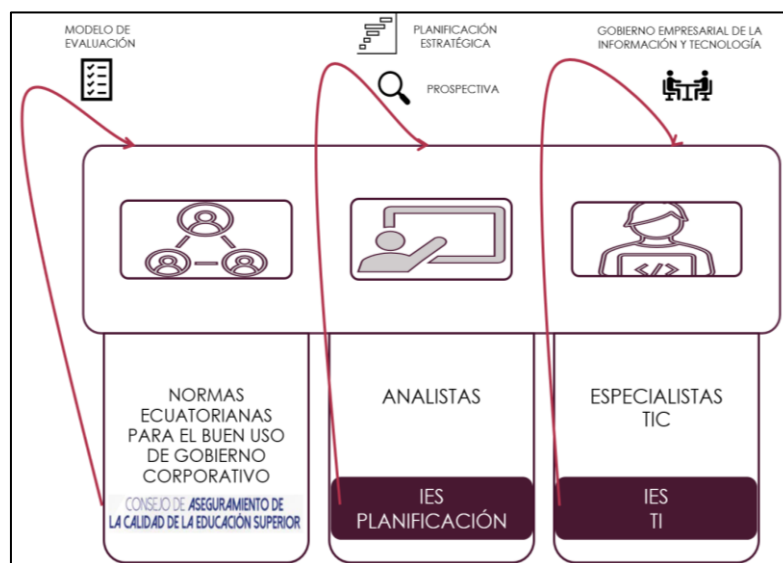 MODELO DE
EVALUACIÓN
PLANIFICACIÓN
ESTRATÉGICA
PROSPECTIVA
GOBIERNO EMPRESARIAL DE LA
INFORMACIÓN Y TECNOLOGÍA
</>
NORMAS
ECUATORIANAS
PARA EL BUEN USO
DE GOBIERNO
CORPORATIVO
CONSEJO DE ASEGURAMIENTO DE
LA CALIDAD DE LA EDUCACIÓN SUPERIOR
ANALISTAS
IES
PLANIFICACIÓN
ESPECIALISTAS
TIC
IES
TI